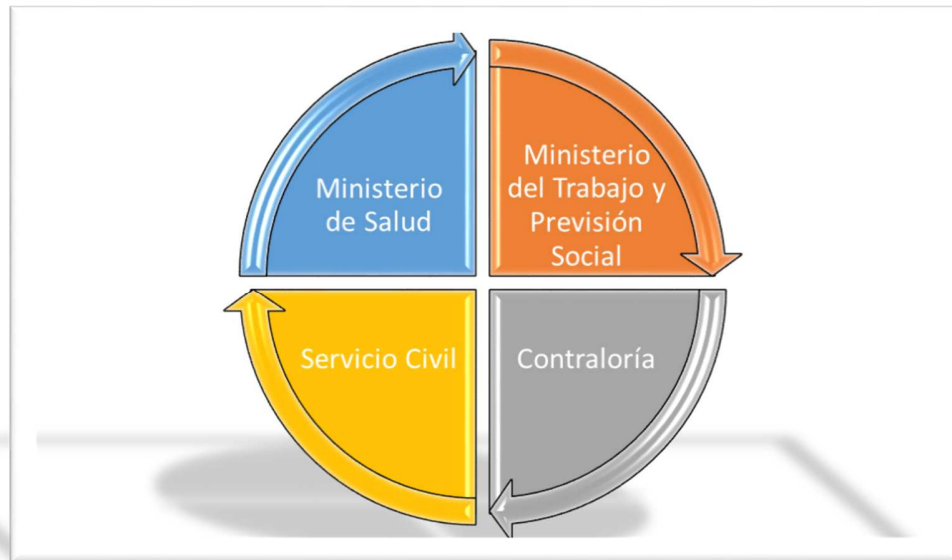 Ministerio
de Salud
Ministerio
del Trabajo y
Previsión
Social
Servicio Civil
Contraloría